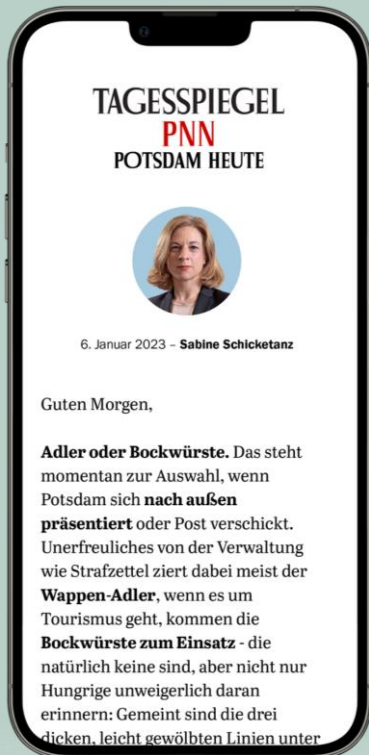 TAGESSPIEGEL
PNN
POTSDAM HEUTE
6. Januar 2023 – Sabine Schicketanz
Guten Morgen,
Adler oder Bockwürste. Das steht
momentan zur Auswahl, wenn
Potsdam sich nach außen
präsentiert oder Post verschickt.
Unerfreuliches von der Verwaltung
wie Strafzettel ziert dabei meist der
Wappen-Adler, wenn es um
Tourismus geht, kommen die
Bockwürste zum Einsatz - die
natürlich keine sind, aber nicht nur
Hungrige unweigerlich daran
erinnern: Gemeint sind die drei
dicken, leicht gewölbten Linien unter